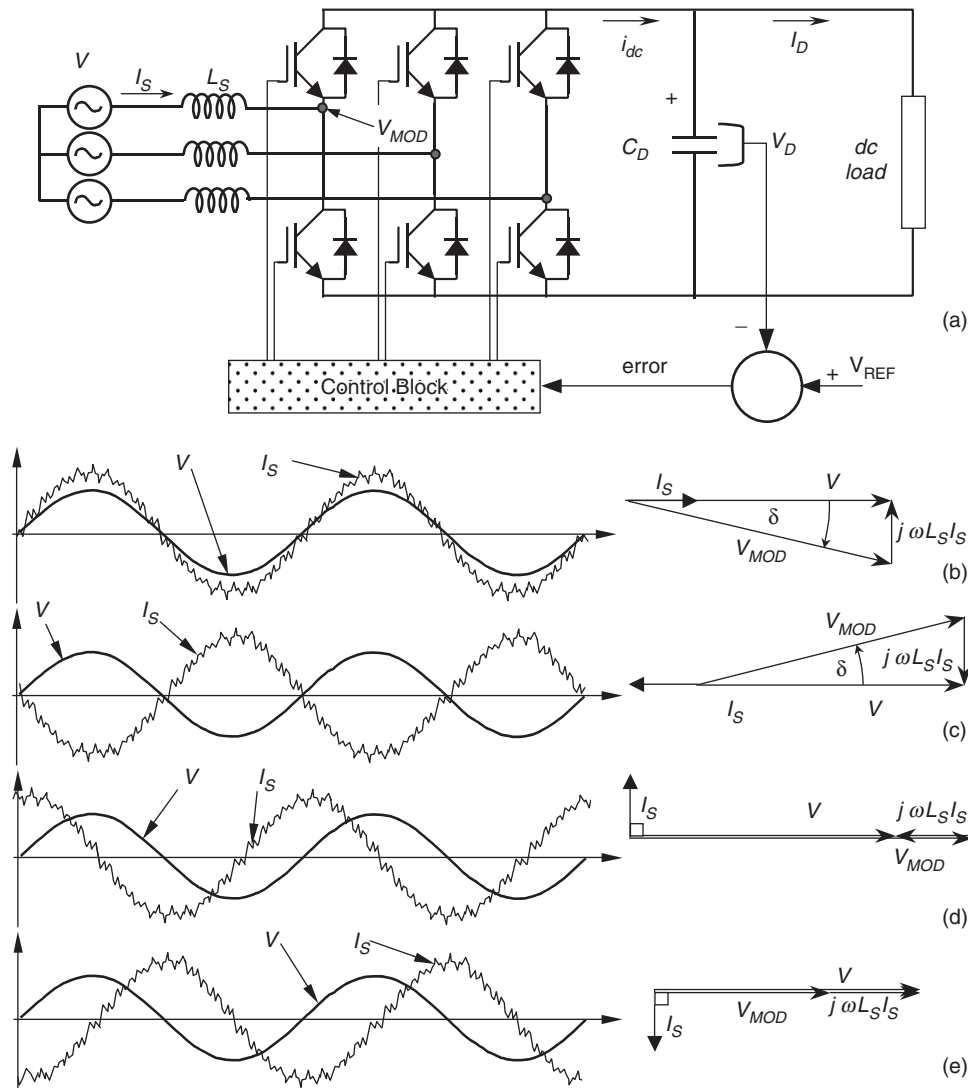 i_dc
I_D
V
I_S
L_S
+
V_MOD
C_D
V_D
dc
load
(a)
−
Control Block
error
+ V_REF
V
I_S
I_S
V
δ
V_MOD
j ωL_S I_S
(b)
V
I_S
V_MOD
δ
j ωL_S I_S
I_S
V
(c)
V
I_S
I_S
V
j ωL_S I_S
V_MOD
(d)
V
I_S
V
I_S
V_MOD
j ωL_S I_S
(e)